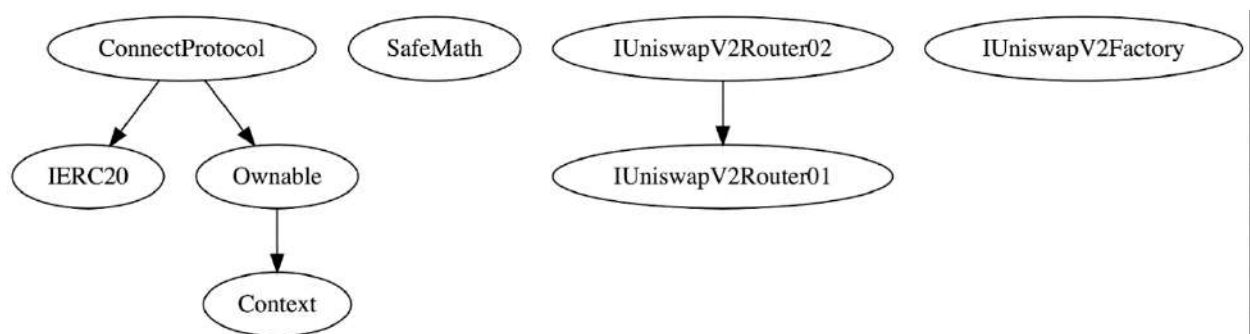 ConnectProtocol
SafeMath
IUniswapV2Router02
IUniswapV2Factory
IERC20
Ownable
IUniswapV2Router01
Context